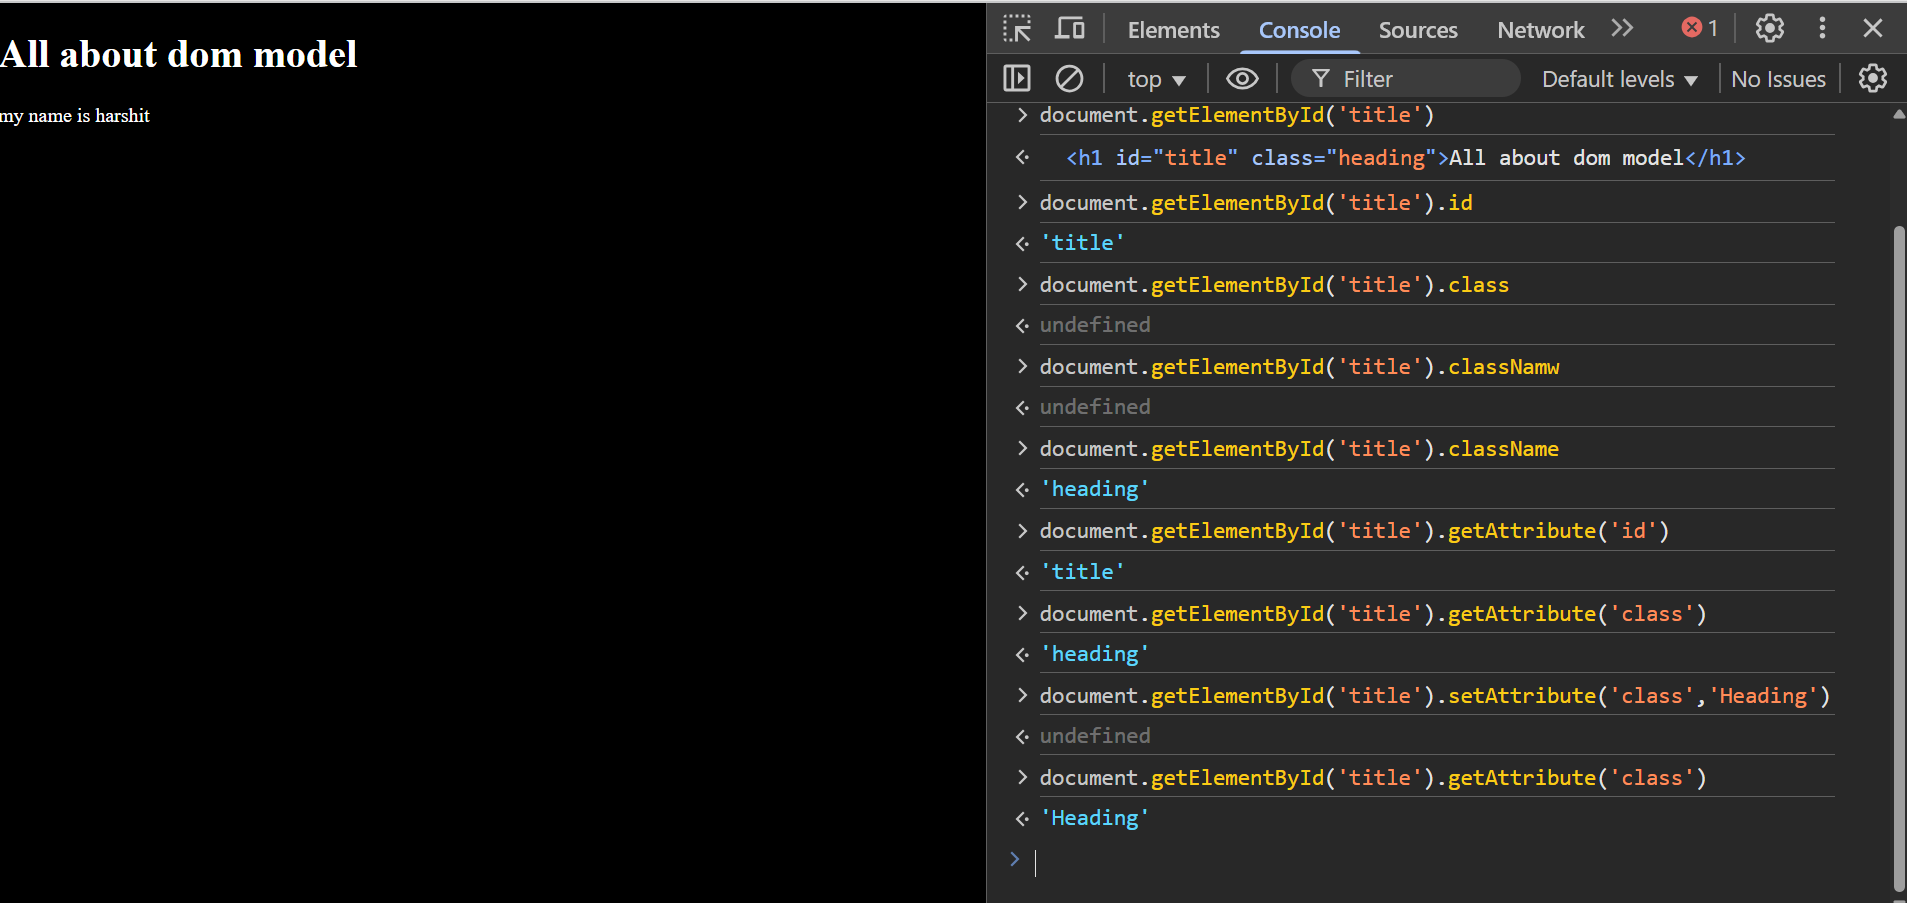 All about dom model
my name is harshit
Elements Console Sources Network 1
top Filter Default levels No Issues
document.getElementById('title')
<h1 id="title" class="heading">All about dom model</h1>
document.getElementById('title').id
'title'
document.getElementById('title').class
undefined
document.getElementById('title').classNamw
undefined
document.getElementById('title').className
'heading'
document.getElementById('title').getAttribute('id')
'title'
document.getElementById('title').getAttribute('class')
'heading'
document.getElementById('title').setAttribute('class','Heading')
undefined
document.getElementById('title').getAttribute('class')
'Heading'